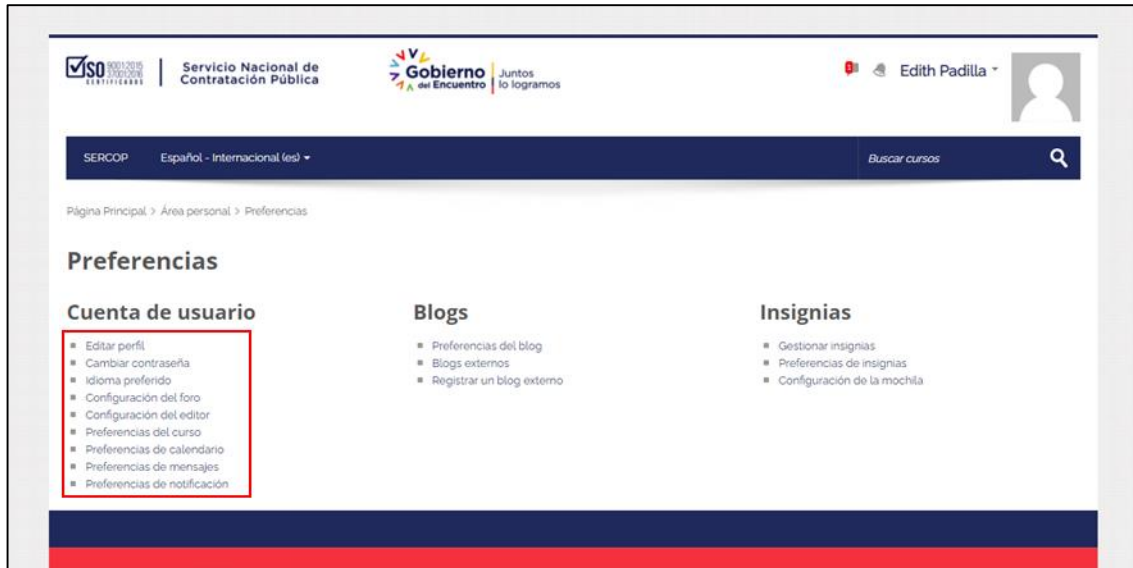 ISO 9001:2015
37001:2016
CERTIFICADOS
Servicio Nacional de
Contratación Pública
Gobierno
del Encuentro
Juntos
lo logramos
Edith Padilla
SERCOP
Español - Internacional (es)
Buscar cursos
Página Principal > Área personal > Preferencias
Preferencias
Cuenta de usuario
Editar perfil
Cambiar contraseña
Idioma preferido
Configuración del foro
Configuración del editor
Preferencias del curso
Preferencias de calendario
Preferencias de mensajes
Preferencias de notificación
Blogs
Preferencias del blog
Blogs externos
Registrar un blog externo
Insignias
Gestionar insignias
Preferencias de insignias
Configuración de la mochila